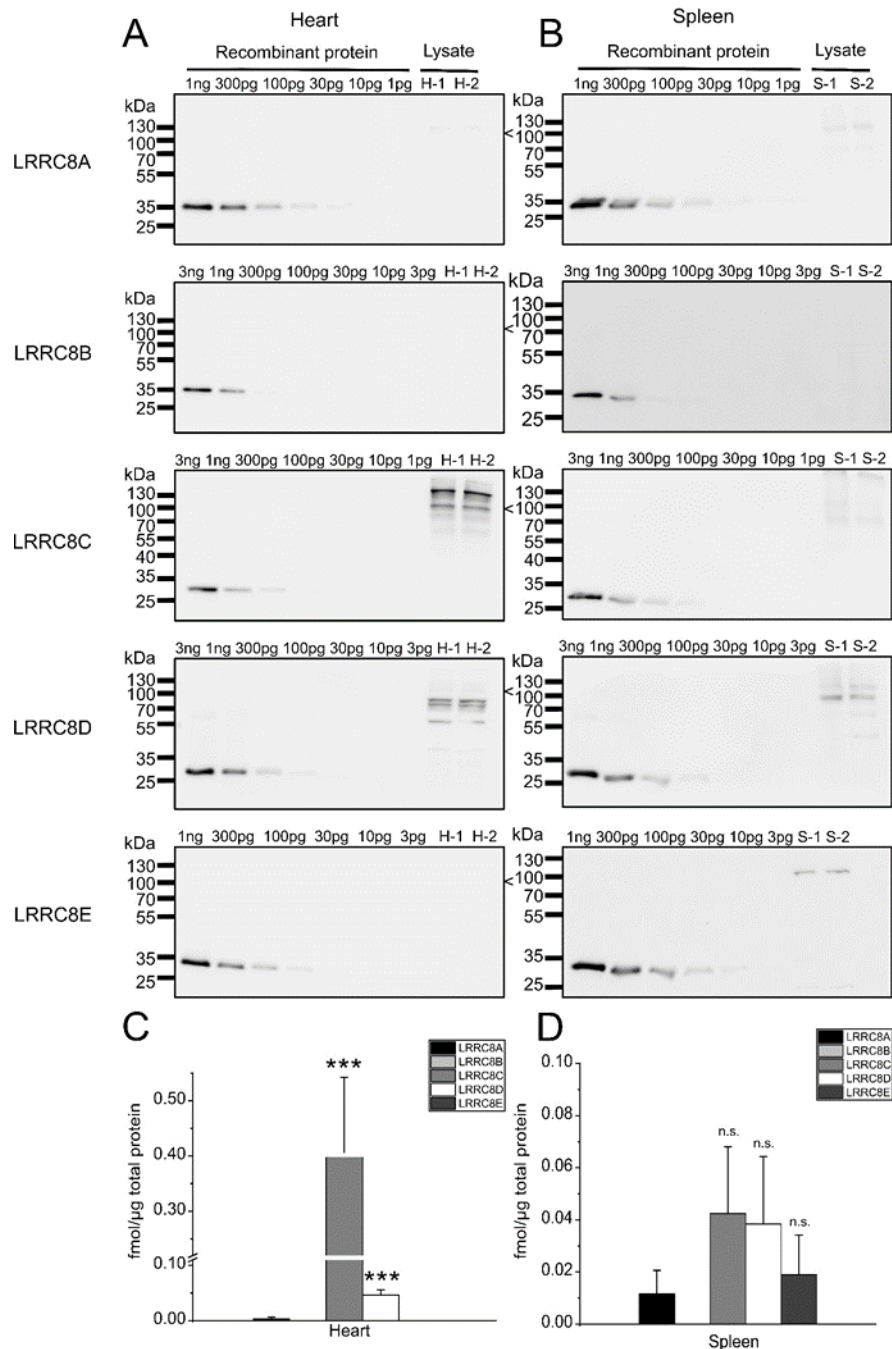 A
Heart
Recombinant protein
Lysate
1ng 300pg 100pg 30pg 10pg 1pg H-1 H-2
kDa
130
100
70
55
35
25
LRRC8A
B
Spleen
Recombinant protein
Lysate
1ng 300pg 100pg 30pg 10pg 1pg S-1 S-2
kDa
130
<100
70
55
35
25
3ng 1ng 300pg 100pg 30pg 10pg 3pg H-1 H-2
kDa
130
100
70
55
35
25
LRRC8B
3ng 1ng 300pg 100pg 30pg 10pg 3pg S-1 S-2
kDa
130
100
<
70
55
35
25
3ng 1ng 300pg 100pg 30pg 10pg 1pg H-1 H-2
kDa
130
100
70
55
40
35
25
LRRC8C
3ng 1ng 300pg 100pg 30pg 10pg 1pg S-1 S-2
kDa
130
<100
70
55
40
35
25
3ng 1ng 300pg 100pg 30pg 10pg 3pg H-1 H-2
kDa
130
100
70
55
35
25
LRRC8D
3ng 1ng 300pg 100pg 30pg 10pg 3pg S-1 S-2
kDa
130
<100
70
55
35
25
1ng 300pg 100pg 30pg 10pg 3pg H-1 H-2
kDa
130
100
70
55
35
25
LRRC8E
1ng 300pg 100pg 30pg 10pg 3pg S-1 S-2
kDa
130
<100
70
55
35
25
C
LRRC8A
LRRC8B
LRRC8C
LRRC8D
LRRC8E
fmol/µg total protein
0.50
0.40
0.30
0.10
0.00
***
***
Heart
D
LRRC8A
LRRC8B
LRRC8C
LRRC8D
LRRC8E
fmol/µg total protein
0.10
0.08
0.06
0.04
0.02
0.00
n.s.
n.s.
n.s.
Spleen